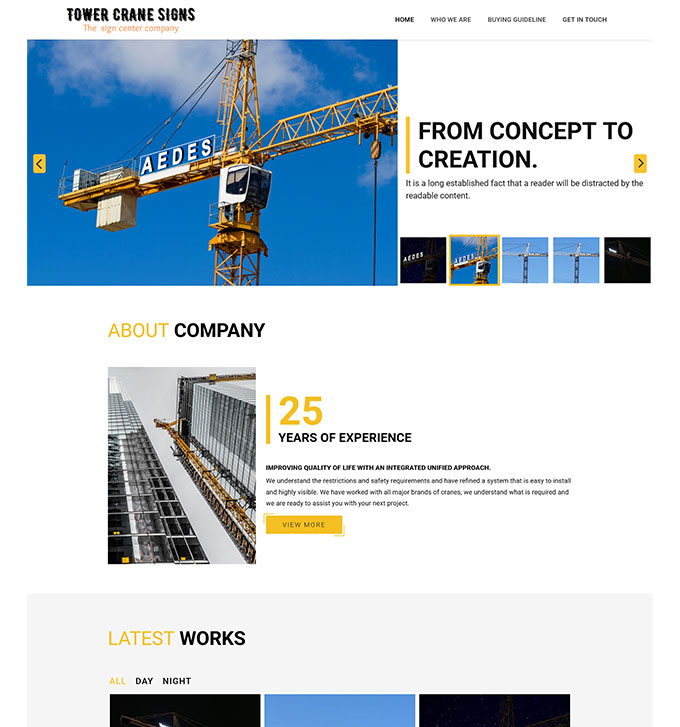 TOWER CRANE SIGNS
The sign center company
HOME WHO WE ARE BUYING GUIDELINE GET IN TOUCH
AEDES
FROM CONCEPT TO
CREATION.
It is a long established fact that a reader will be distracted by the
readable content.
AEDES
AEDES
ABOUT COMPANY
25
YEARS OF EXPERIENCE
IMPROVING QUALITY OF LIFE WITH AN INTEGRATED UNIFIED APPROACH.
We understand the restrictions and safety requirements and have refined a system that is easy to install
and highly visible. We have worked with all major brands of cranes, we understand what is required and
we are ready to assist you with your next project.
VIEW MORE
LATEST WORKS
ALL DAY NIGHT